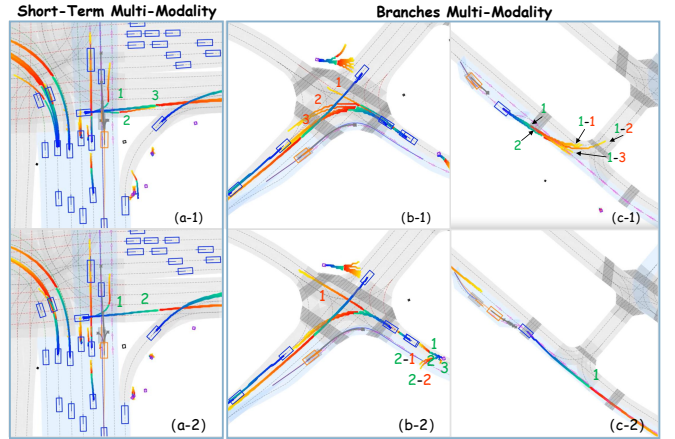 Short-Term Multi-Modality
Branches Multi-Modality
1
3
2
(a-1)
1
2
3
(b-1)
1
2
1-1
1-2
1-3
(c-1)
1
2
(a-2)
1
1
2-1
2
3
2-2
(b-2)
1
(c-2)